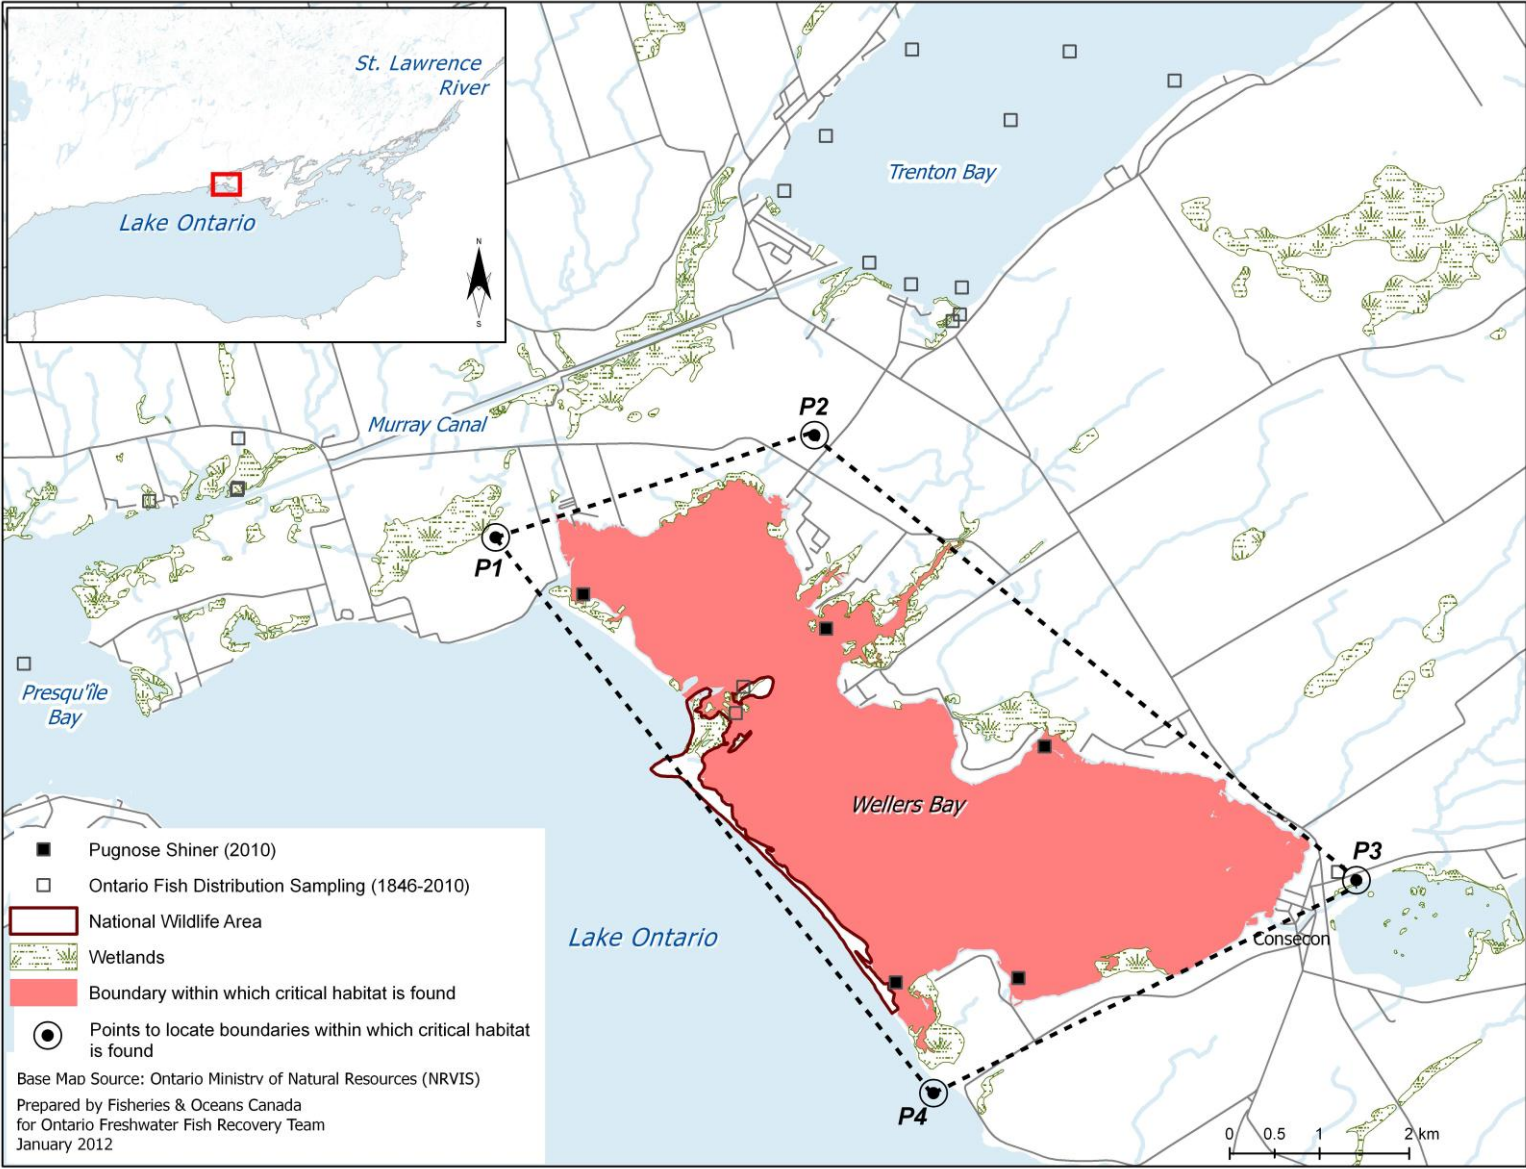 St. Lawrence
River
Lake Ontario
N
S
Trenton Bay
Murray Canal
P2
P1
Presqu'île
Bay
Wellers Bay
P3
Consecon
Lake Ontario
P4
Pugnose Shiner (2010)
Ontario Fish Distribution Sampling (1846-2010)
National Wildlife Area
Wetlands
Boundary within which critical habitat is found
Points to locate boundaries within which critical habitat
is found
Base Map Source: Ontario Ministry of Natural Resources (NRVIS)
Prepared by Fisheries & Oceans Canada
for Ontario Freshwater Fish Recovery Team
January 2012
0 0.5 1 2 km